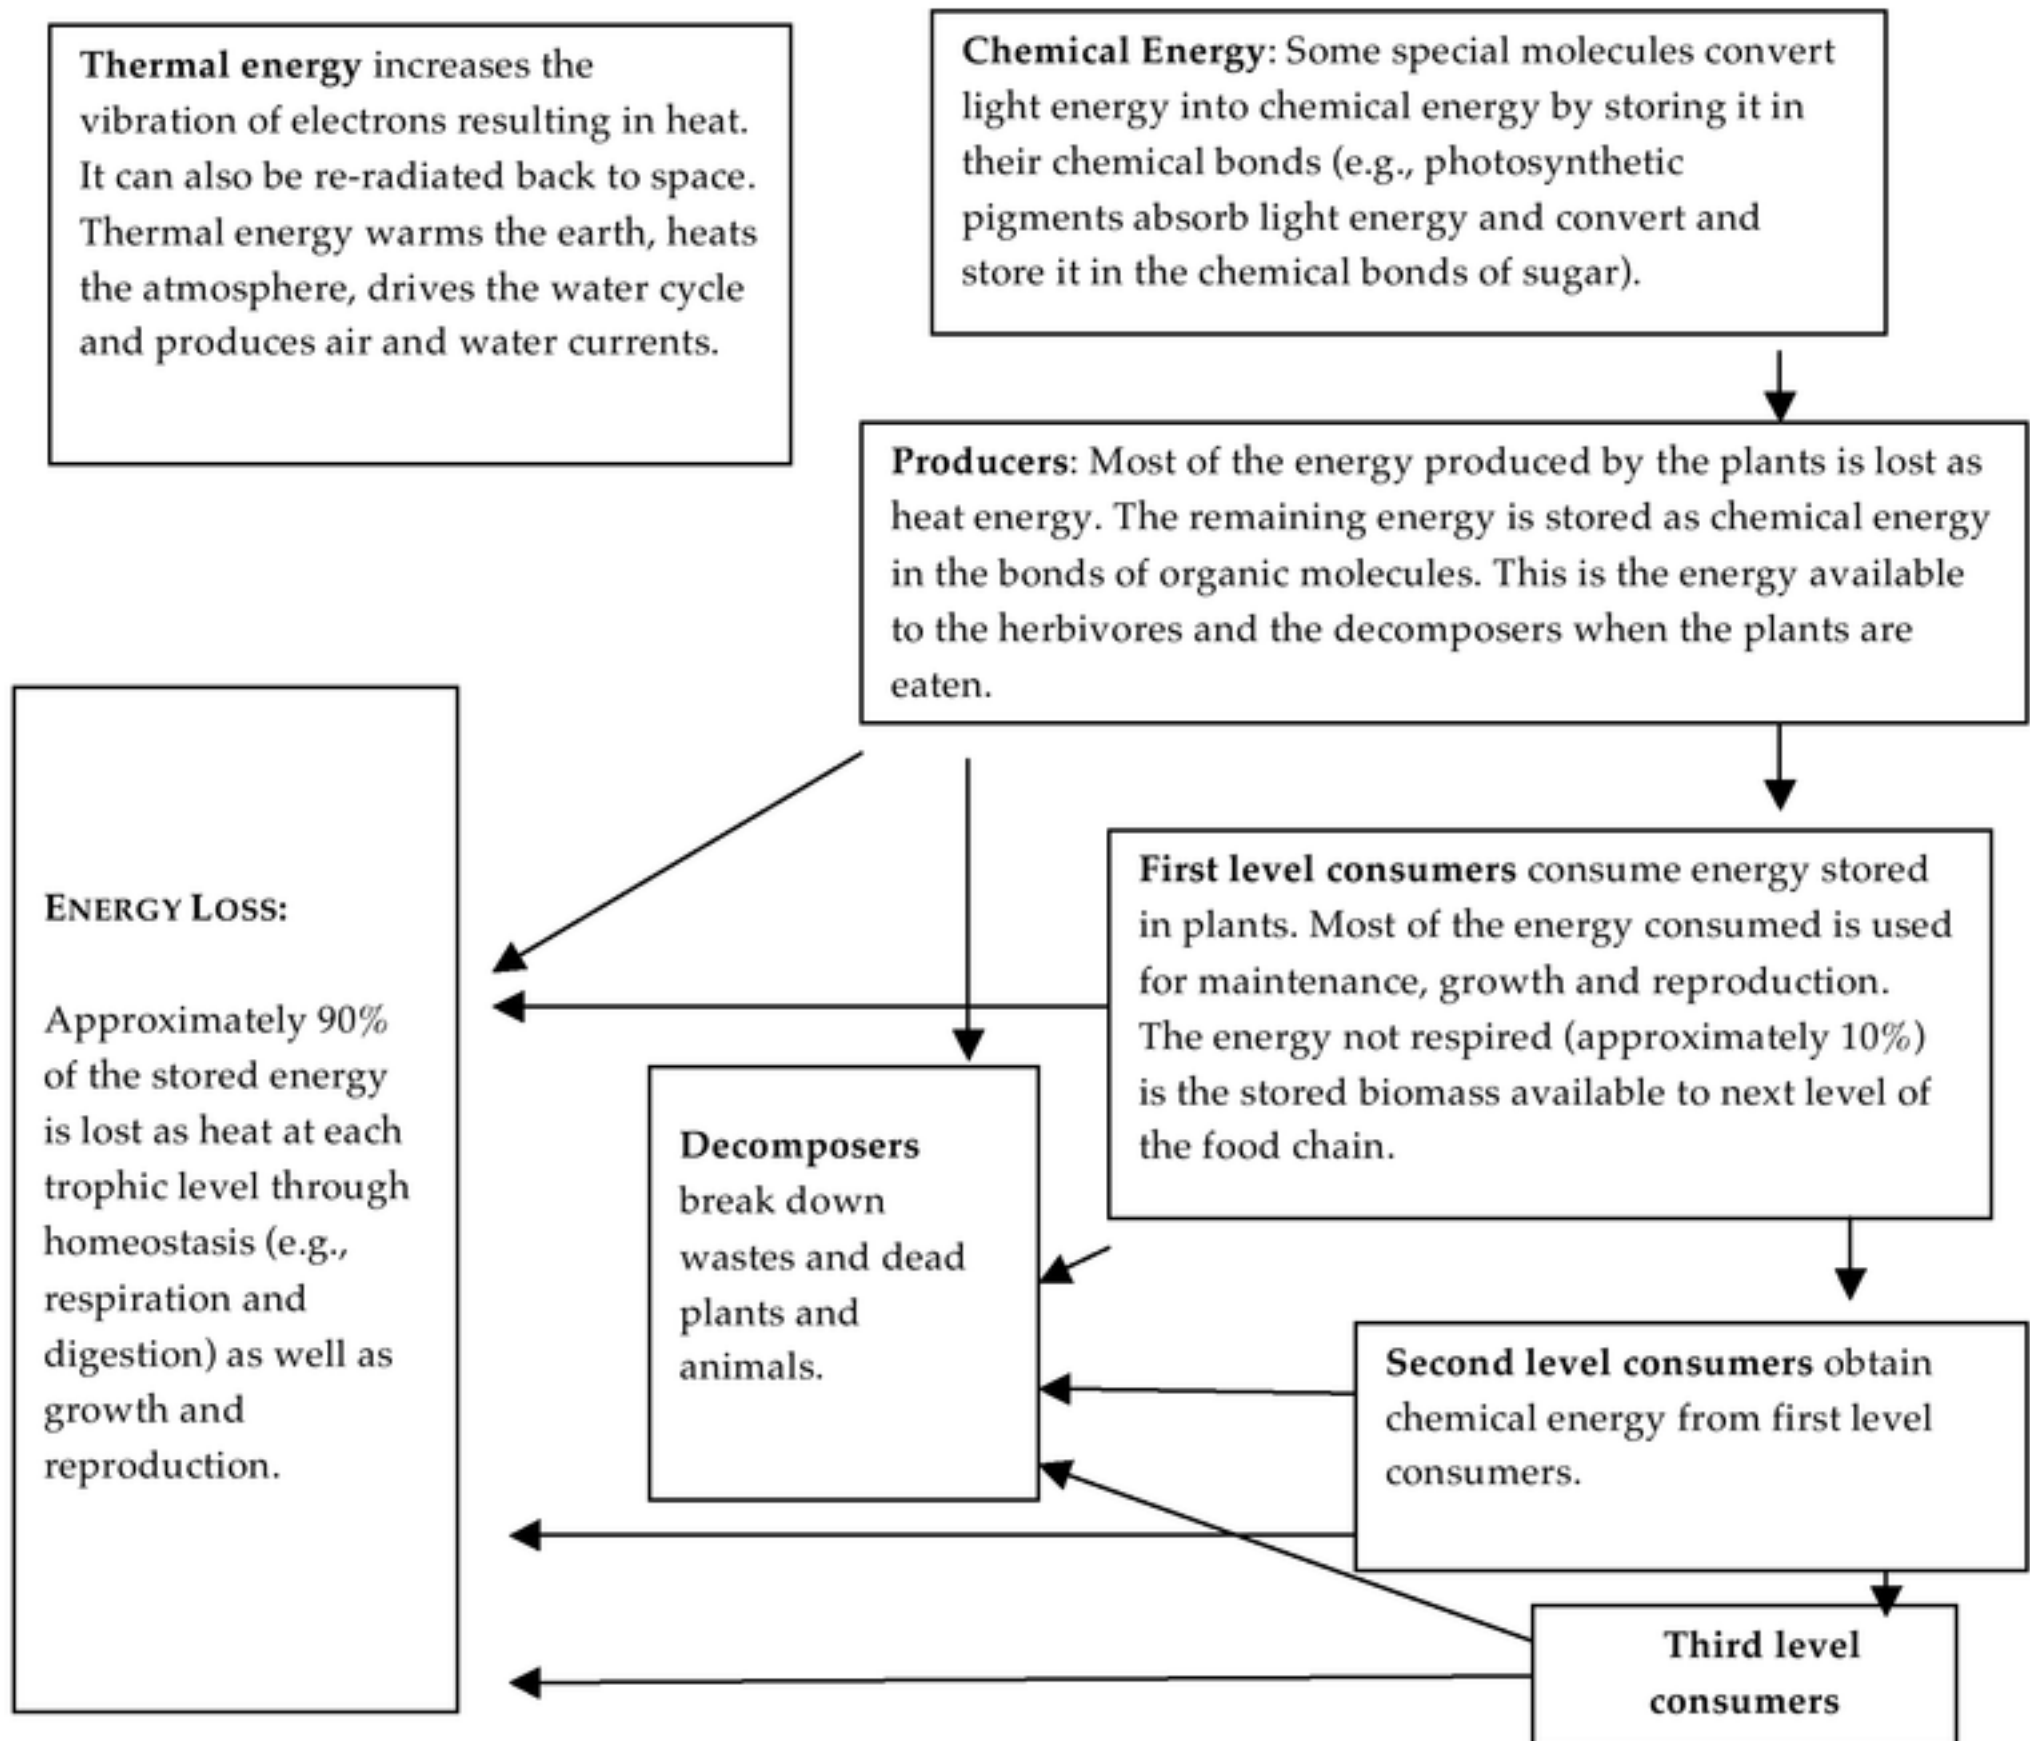 Thermal energy increases the
vibration of electrons resulting in heat.
It can also be re-radiated back to space.
Thermal energy warms the earth, heats
the atmosphere, drives the water cycle
and produces air and water currents.
Chemical Energy: Some special molecules convert
light energy into chemical energy by storing it in
their chemical bonds (e.g., photosynthetic
pigments absorb light energy and convert and
store it in the chemical bonds of sugar).
Producers: Most of the energy produced by the plants is lost as
heat energy. The remaining energy is stored as chemical energy
in the bonds of organic molecules. This is the energy available
to the herbivores and the decomposers when the plants are
eaten.
ENERGY LOSS:
Approximately 90%
of the stored energy
is lost as heat at each
trophic level through
homeostasis (e.g.,
respiration and
digestion) as well as
growth and
reproduction.
First level consumers consume energy stored
in plants. Most of the energy consumed is used
for maintenance, growth and reproduction.
The energy not respired (approximately 10%)
is the stored biomass available to next level of
the food chain.
Decomposers
break down
wastes and dead
plants and
animals.
Second level consumers obtain
chemical energy from first level
consumers.
Third level
consumers